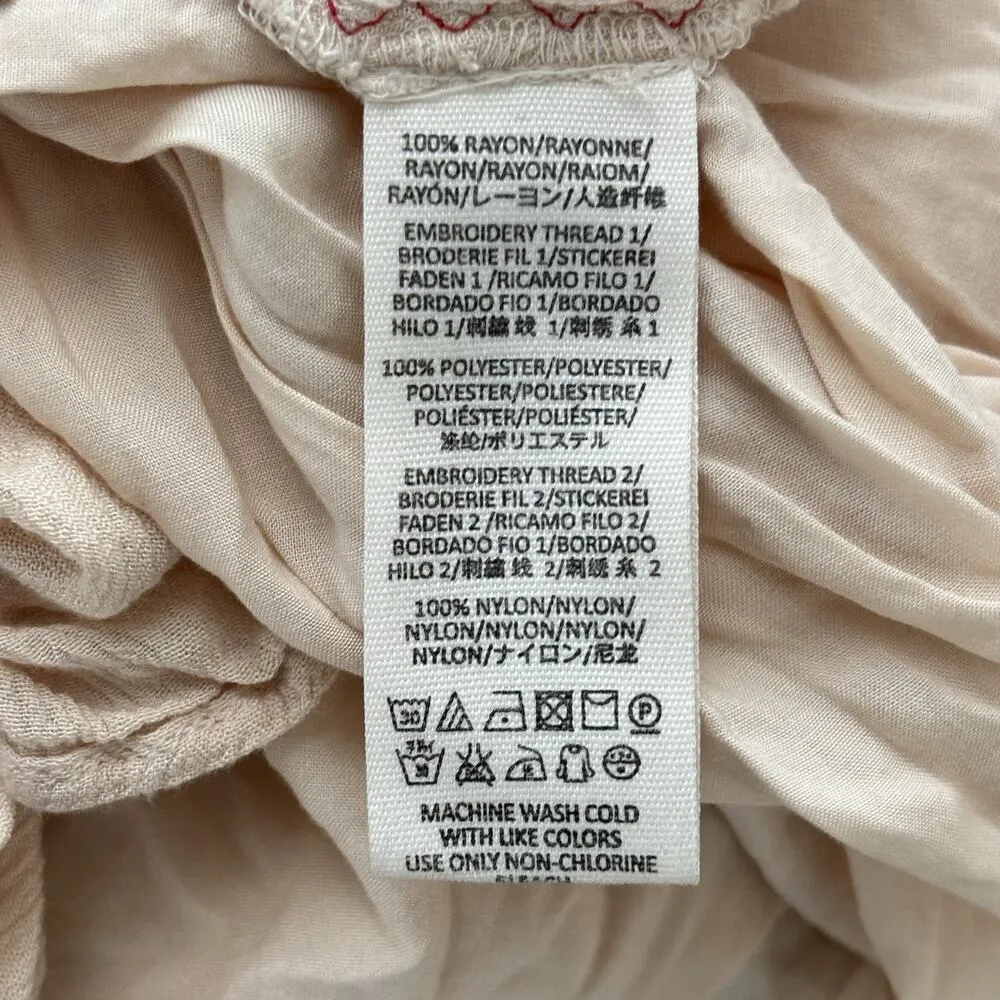 100% RAYON/RAYONNE/
RAYON/RAYON/RAIOM/
RAYÓN/レーヨン/人造纤维
EMBROIDERY THREAD 1/
BRODERIE FIL 1/STICKEREI
FADEN 1 /RICAMO FILO 1/
BORDADO FIO 1/BORDADO
HILO 1/刺繡 线 1/刺绣 糸 1
100% POLYESTER/POLYESTER/
POLYESTER/POLIESTERE/
POLIÉSTER/POLIÉSTER/
涤纶/ポリエステル
EMBROIDERY THREAD 2/
BRODERIE FIL 2/STICKEREI
FADEN 2 /RICAMO FILO 2/
BORDADO FIO 1/BORDADO
HILO 2/刺繡 线 2/刺绣 糸 2
100% NYLON/NYLON/
NYLON/NYLON/NYLON/
NYLON/ナイロン/尼龙
30 P
30
MACHINE WASH COLD
WITH LIKE COLORS
USE ONLY NON-CHLORINE